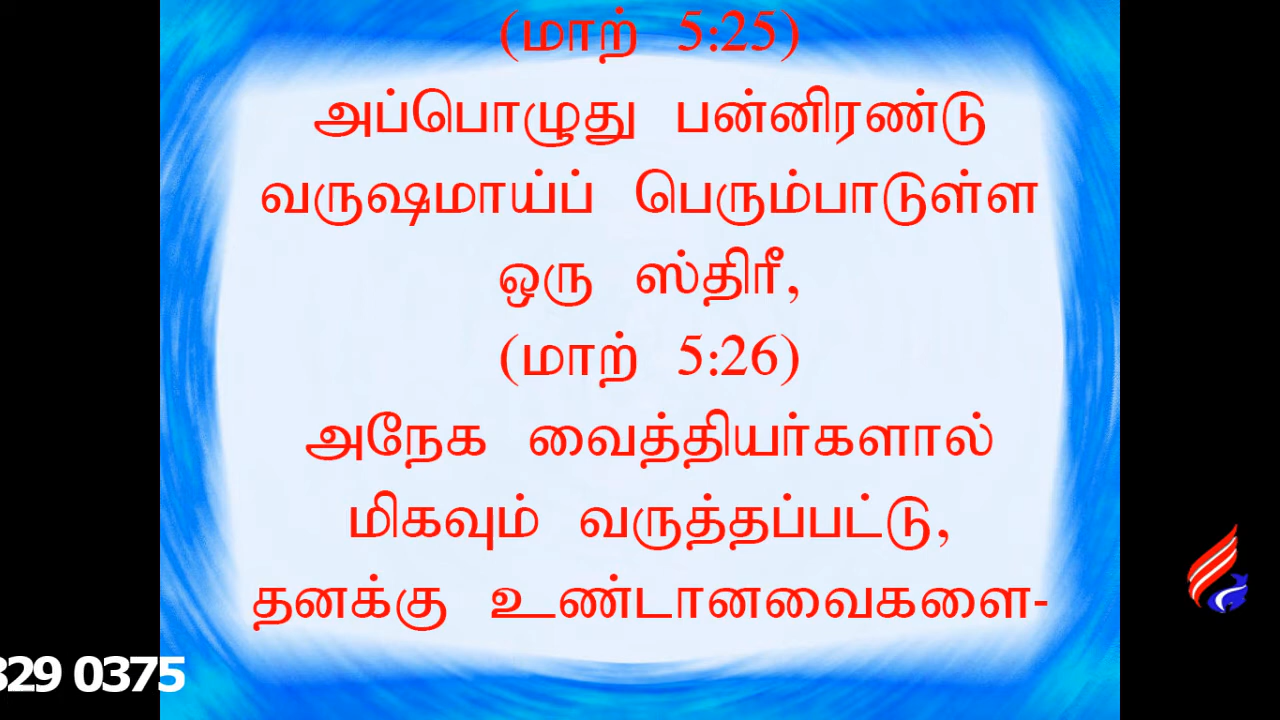 (மாற் 5:25)
அப்பொழுது பன்னிரண்டு
வருஷமாய்ப் பெரும்பாடுள்ள
ஒரு ஸ்திரீ,
(மாற் 5:26)
அநேக வைத்தியர்களால்
மிகவும் வருத்தப்பட்டு,
தனக்கு உண்டானவைகளை-
329 0375